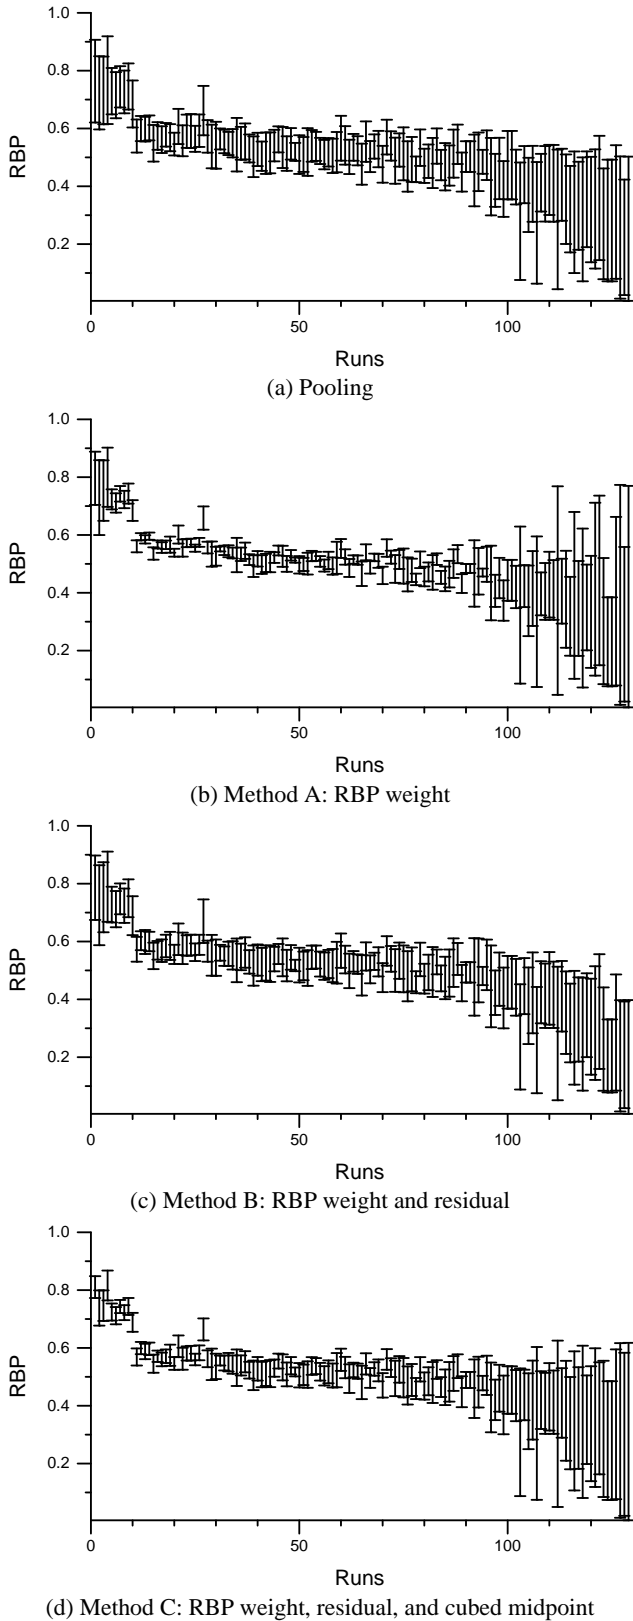 1.0
0.8
0.6
0.4
0.2
RBP
0 50 100
Runs
(a) Pooling
1.0
0.8
0.6
0.4
0.2
RBP
0 50 100
Runs
(b) Method A: RBP weight
1.0
0.8
0.6
0.4
0.2
RBP
0 50 100
Runs
(c) Method B: RBP weight and residual
1.0
0.8
0.6
0.4
0.2
RBP
0 50 100
Runs
(d) Method C: RBP weight, residual, and cubed midpoint